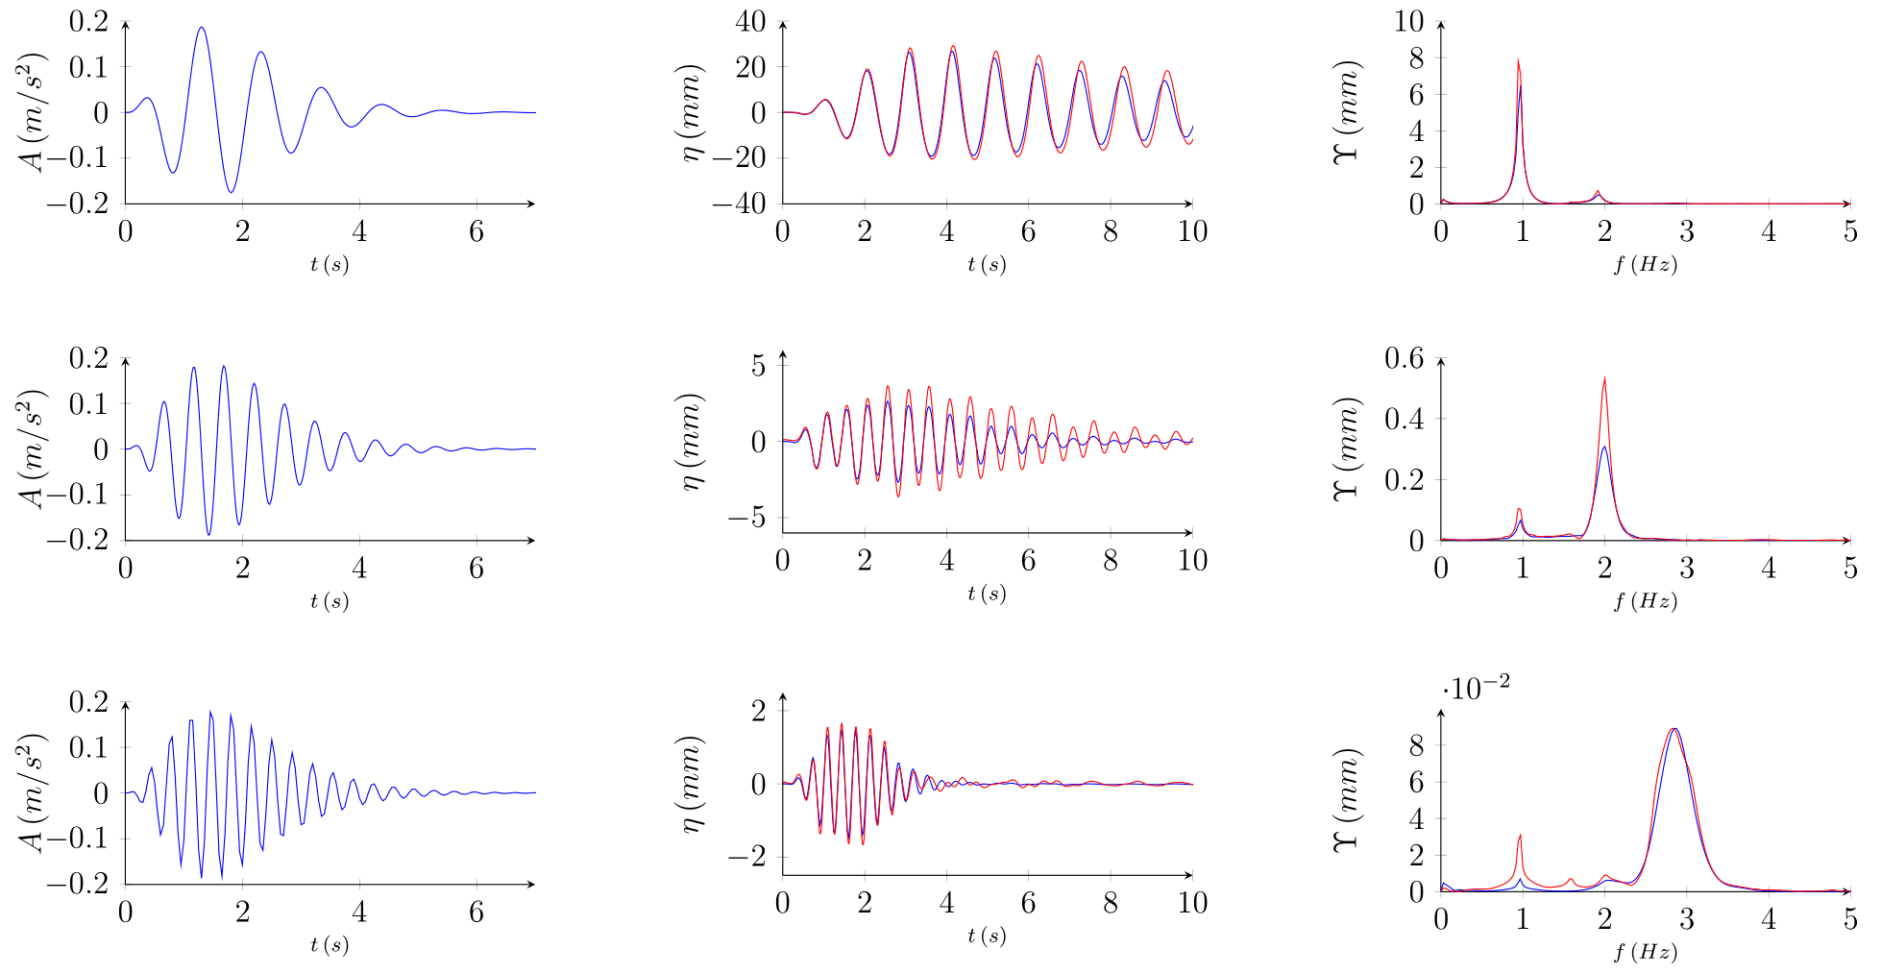 0.2
0.1
0
−0.1
−0.2
A (m/s²)
0 2 4 6
t (s)
40
20
0
−20
−40
η (mm)
0 2 4 6 8 10
t (s)
10
8
6
4
2
0
ϒ (mm)
0 1 2 3 4 5
f (Hz)
0.2
0.1
0
−0.1
−0.2
A (m/s²)
0 2 4 6
t (s)
5
0
−5
η (mm)
0 2 4 6 8 10
t (s)
0.6
0.4
0.2
0
ϒ (mm)
0 1 2 3 4 5
f (Hz)
0.2
0.1
0
−0.1
−0.2
A (m/s²)
0 2 4 6
t (s)
2
0
−2
η (mm)
0 2 4 6 8 10
t (s)
·10⁻²
8
6
4
2
0
ϒ (mm)
0 1 2 3 4 5
f (Hz)